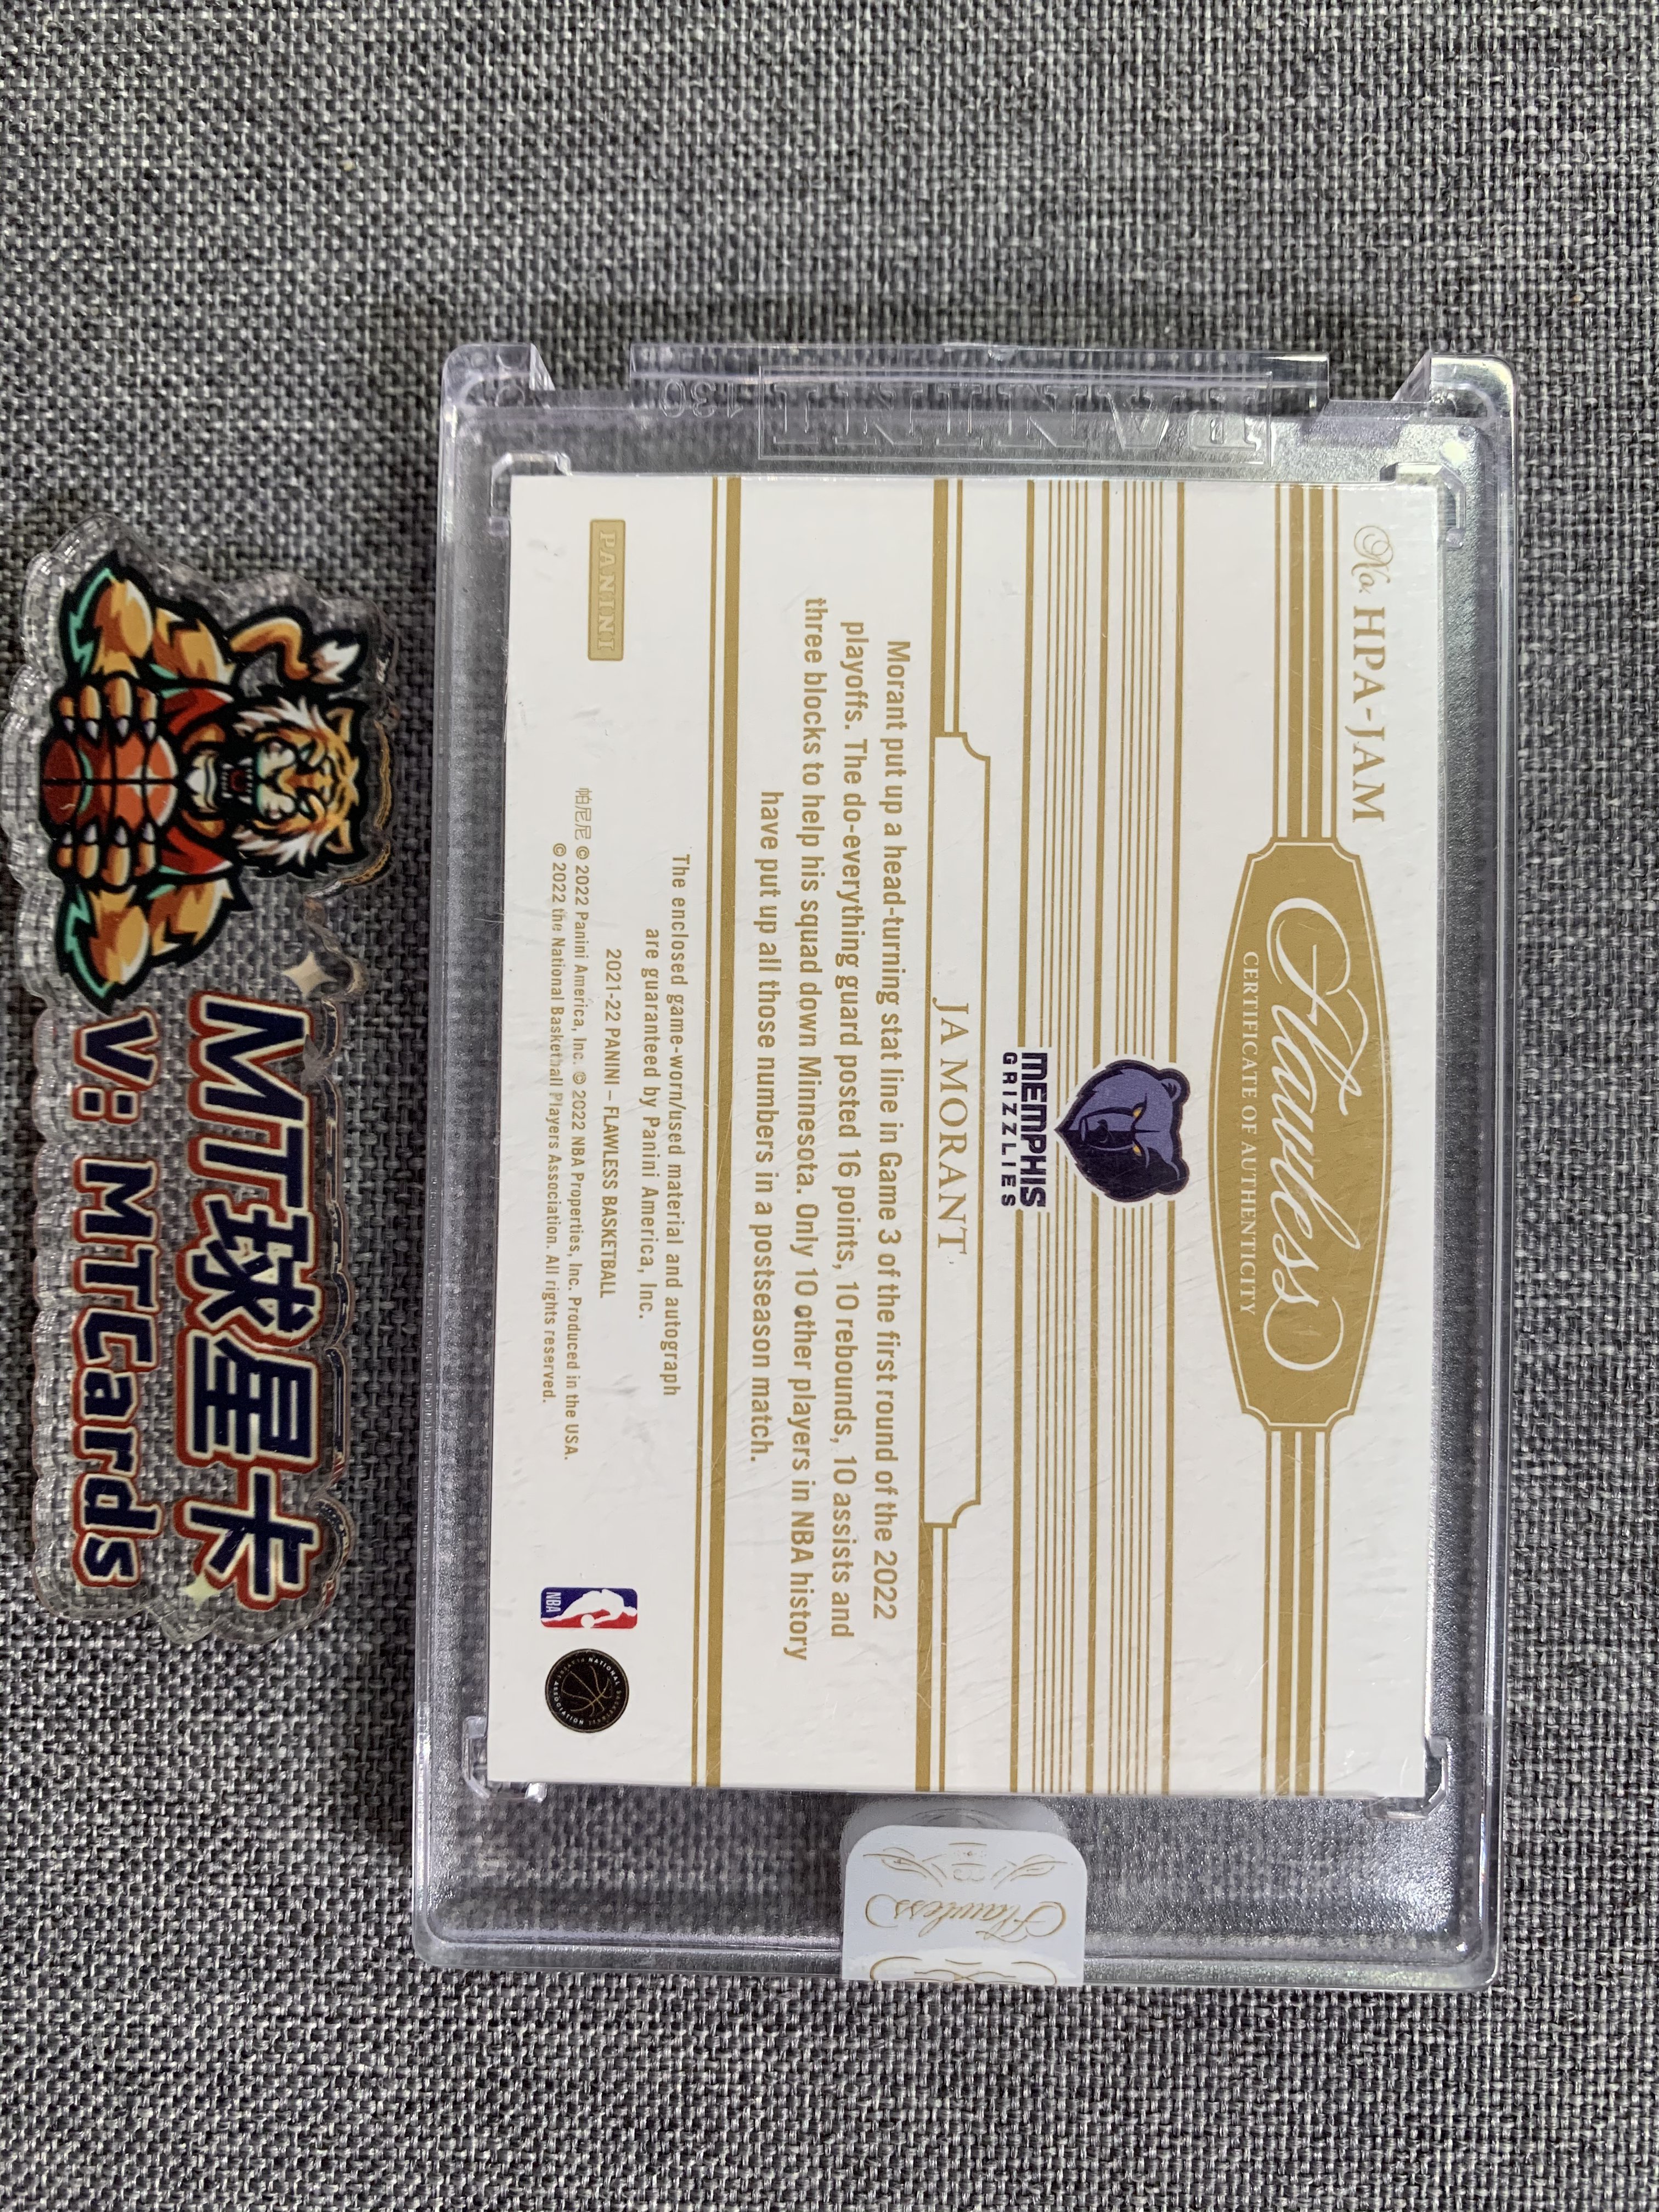 PANINI
130
No. HPA-JAM
Flawless
CERTIFICATE OF AUTHENTICITY
MEMPHIS
GRIZZLIES
JA MORANT
Morant put up a head-turning stat line in Game 3 of the first round of the 2022
playoffs. The do-everything guard posted 16 points, 10 rebounds, 10 assists and
three blocks to help his squad down Minnesota. Only 10 other players in NBA history
have put up all those numbers in a postseason match.
The enclosed game-worn/used material and autograph
are guaranteed by Panini America, Inc.
2021-22 PANINI – FLAWLESS BASKETBALL
帕尼尼 © 2022 Panini America, Inc. © 2022 NBA Properties, Inc. Produced in the USA.
© 2022 the National Basketball Players Association. All rights reserved.
PANINI
NBA
NATIONAL BASKETBALL PLAYERS ASSOCIATION
Flawless
MT球星卡
V: MTCards